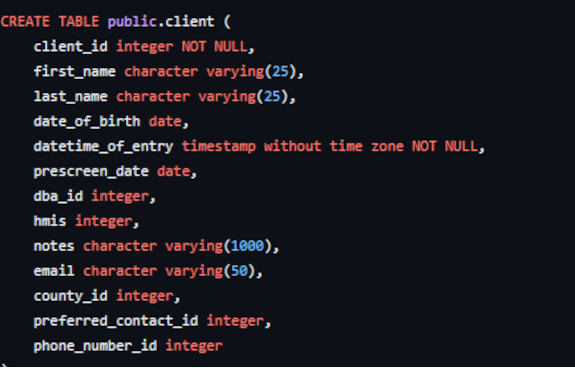 CREATE TABLE public.client (
client_id integer NOT NULL,
first_name character varying(25),
last_name character varying(25),
date_of_birth date,
datetime_of_entry timestamp without time zone NOT NULL,
prescreen_date date,
dba_id integer,
hmis integer,
notes character varying(1000),
email character varying(50),
county_id integer,
preferred_contact_id integer,
phone_number_id integer